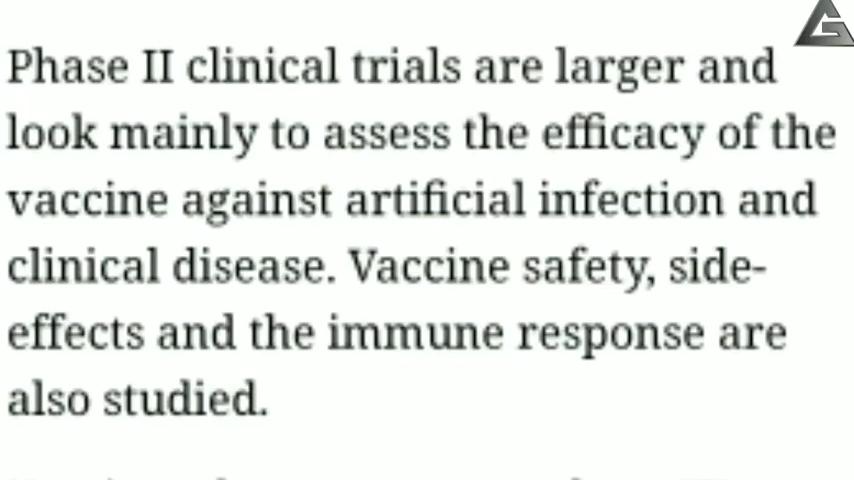 Phase II clinical trials are larger and
look mainly to assess the efficacy of the
vaccine against artificial infection and
clinical disease. Vaccine safety, side-
effects and the immune response are
also studied.